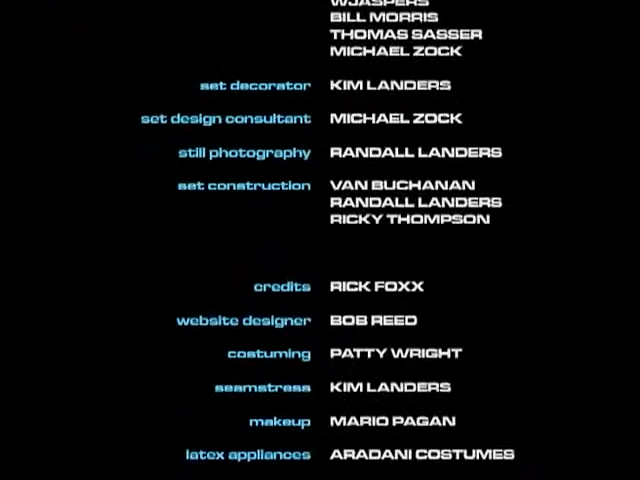 WJASPERS
BILL MORRIS
THOMAS SASSER
MICHAEL ZOCK
set decorator KIM LANDERS
set design consultant MICHAEL ZOCK
still photography RANDALL LANDERS
set construction VAN BUCHANAN
RANDALL LANDERS
RICKY THOMPSON
credits RICK FOXX
website designer BOB REED
costuming PATTY WRIGHT
seamstress KIM LANDERS
makeup MARIO PAGAN
latex appliances ARADANI COSTUMES